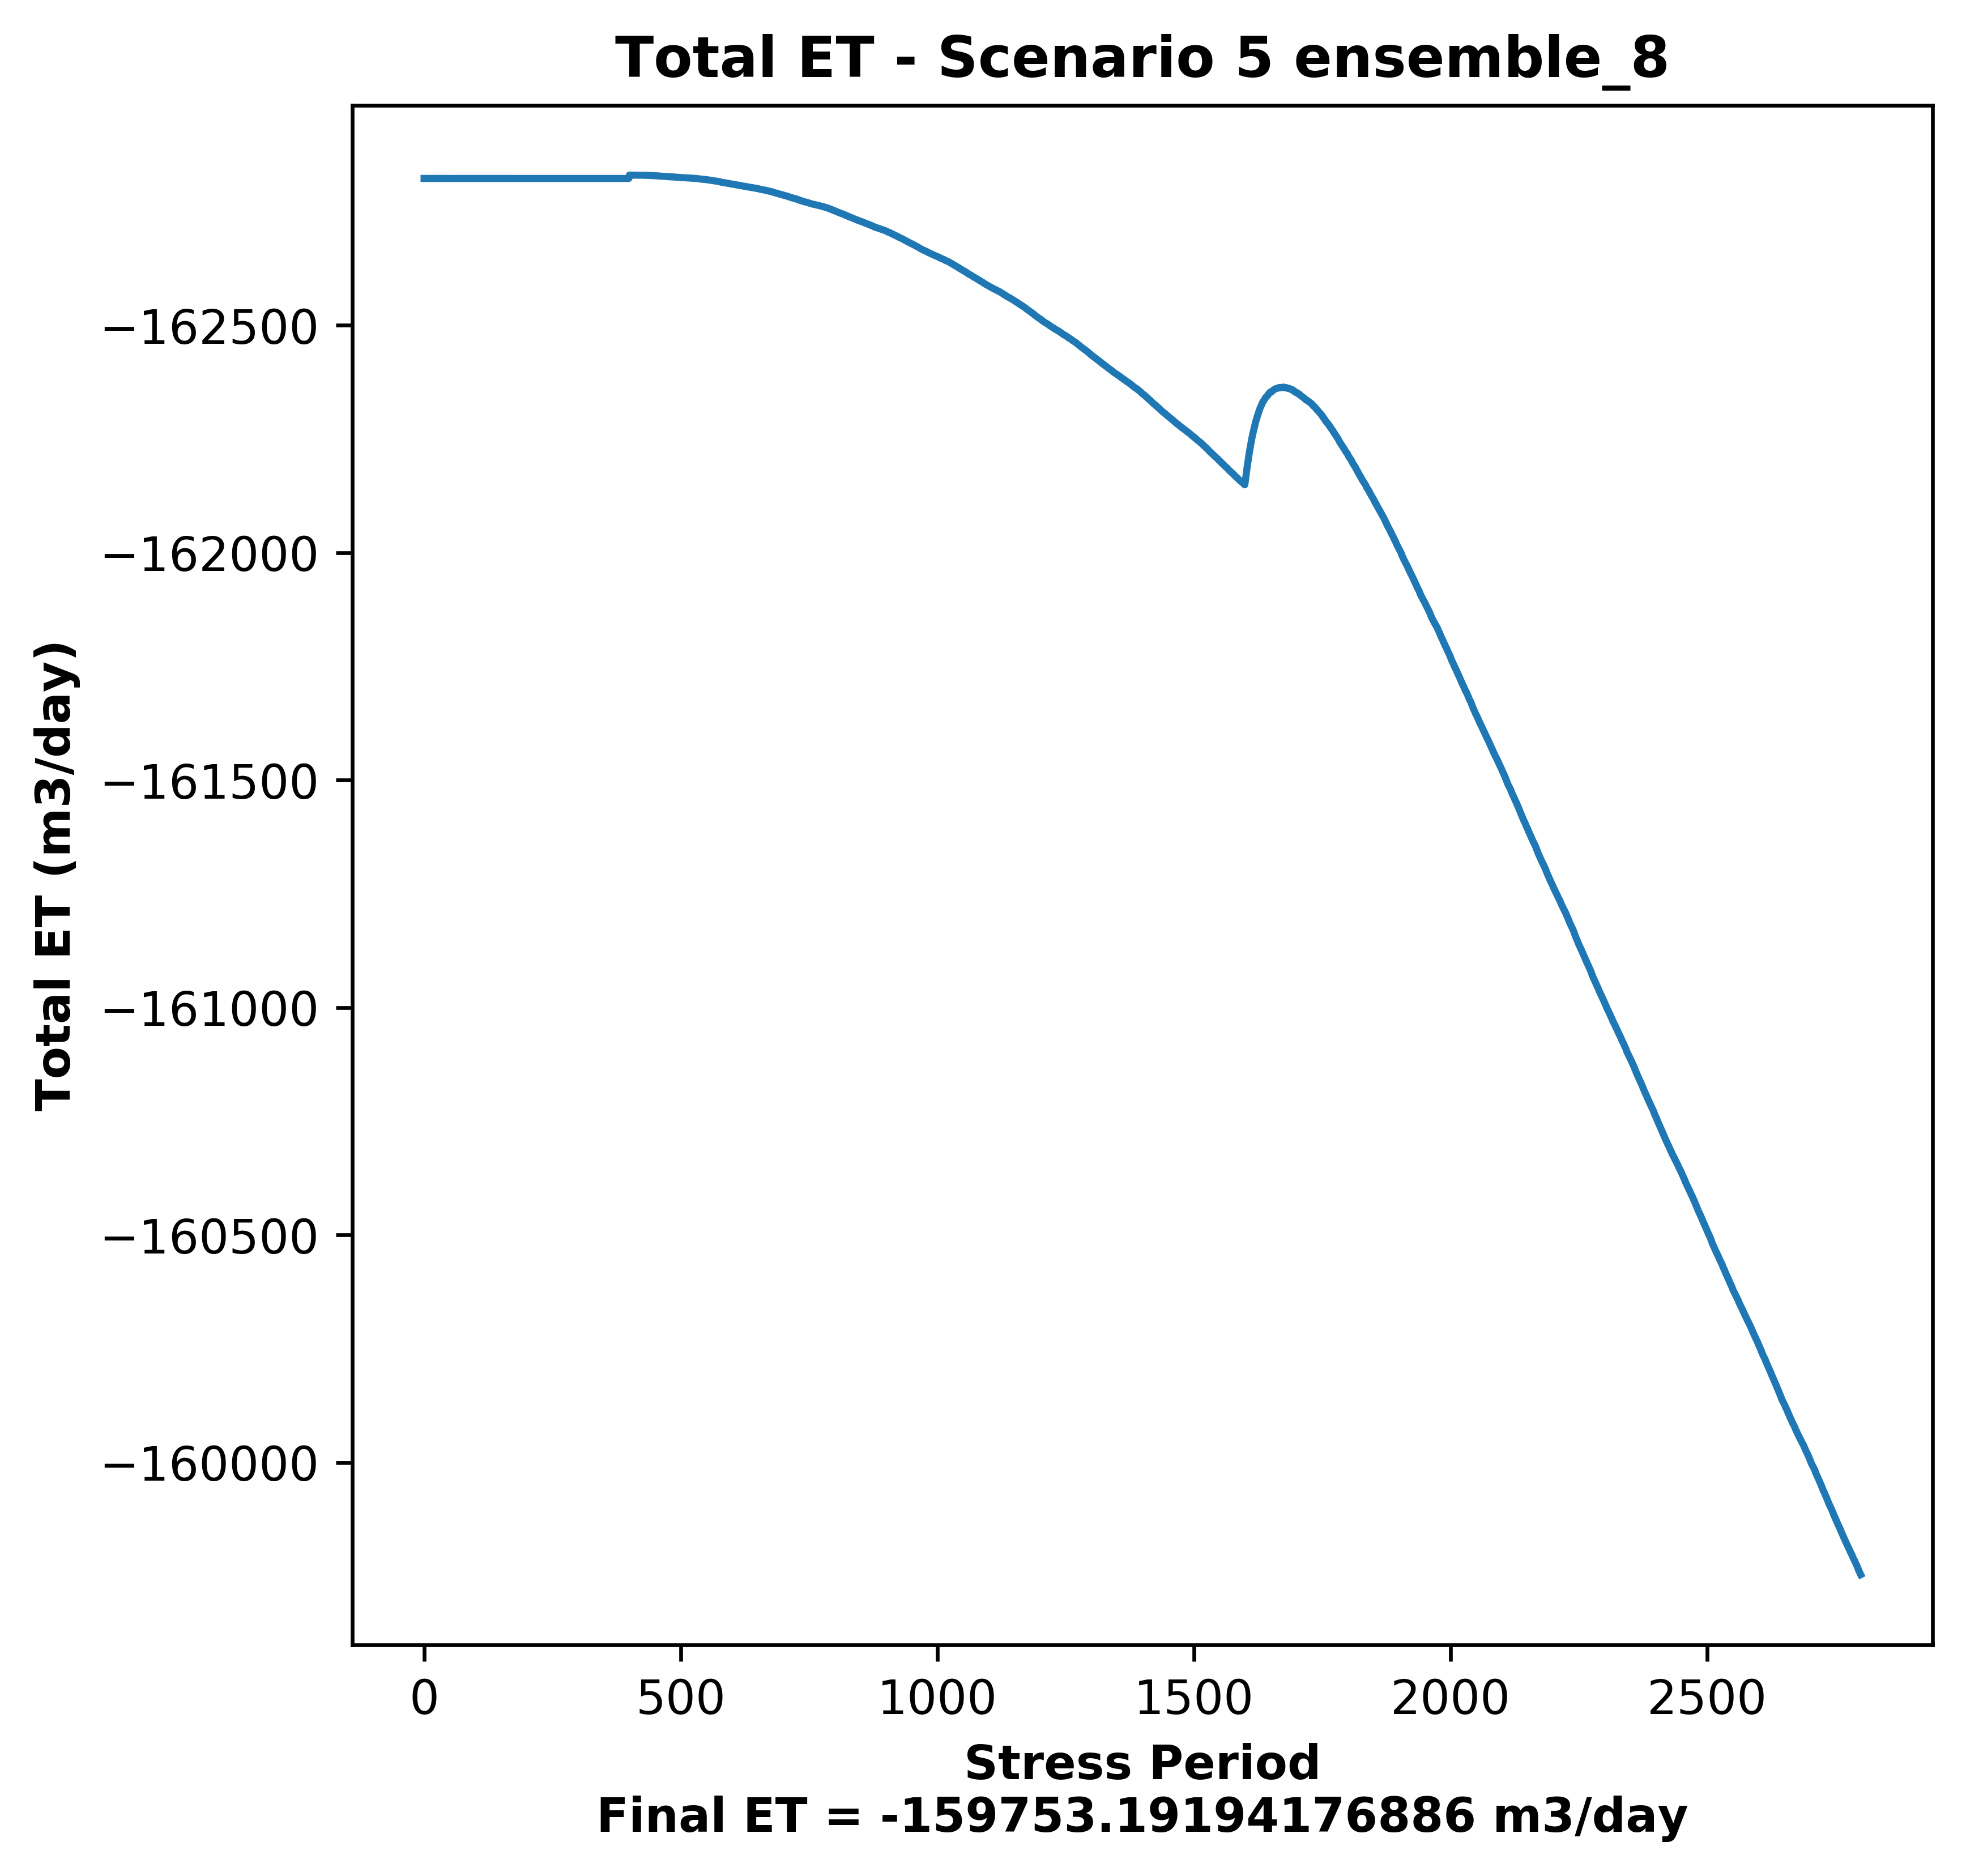 Total ET - Scenario 5 ensemble_8
Total ET (m3/day)
−162500
−162000
−161500
−161000
−160500
−160000
0 500 1000 1500 2000 2500
Stress Period
Final ET = -159753.19194176886 m3/day